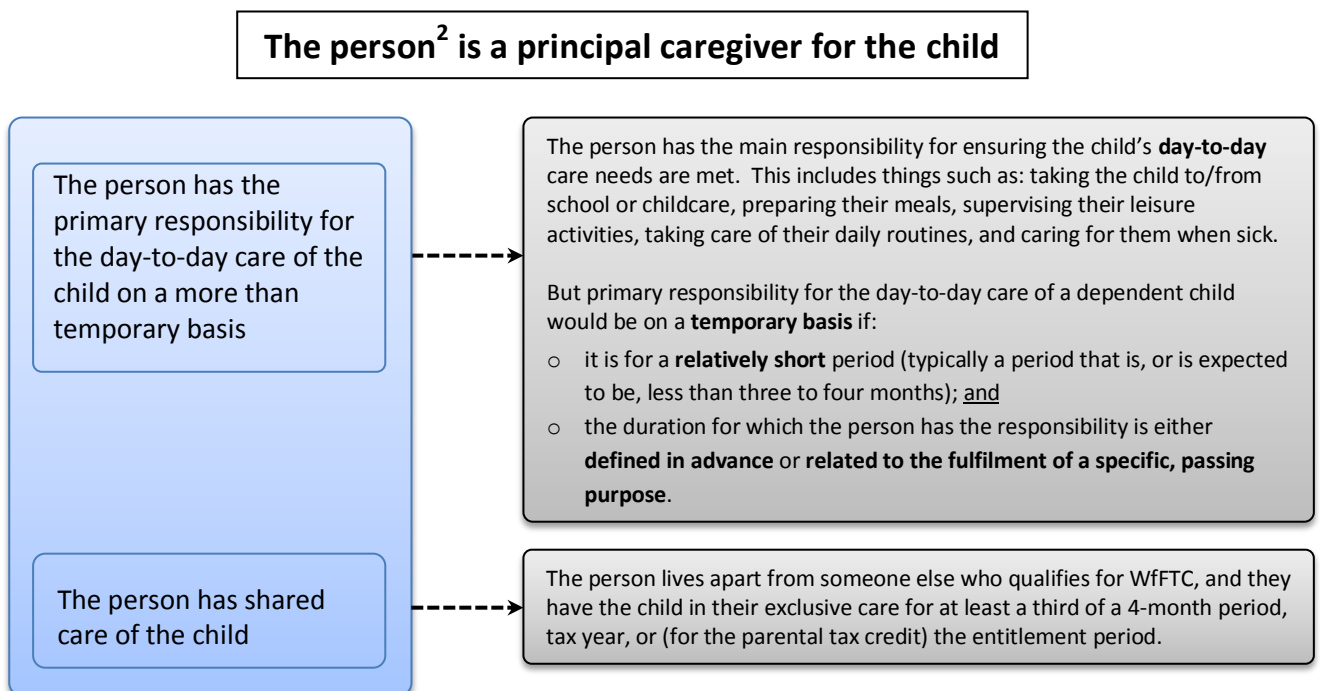 The person² is a principal caregiver for the child
The person has the
primary responsibility for
the day-to-day care of the
child on a more than
temporary basis
The person has the main responsibility for ensuring the child’s day-to-day
care needs are met.  This includes things such as: taking the child to/from
school or childcare, preparing their meals, supervising their leisure
activities, taking care of their daily routines, and caring for them when sick.
But primary responsibility for the day-to-day care of a dependent child
would be on a temporary basis if:
o it is for a relatively short period (typically a period that is, or is expected
to be, less than three to four months); and
o the duration for which the person has the responsibility is either
defined in advance or related to the fulfilment of a specific, passing
purpose.
The person has shared
care of the child
The person lives apart from someone else who qualifies for WfFTC, and they
have the child in their exclusive care for at least a third of a 4-month period,
tax year, or (for the parental tax credit) the entitlement period.